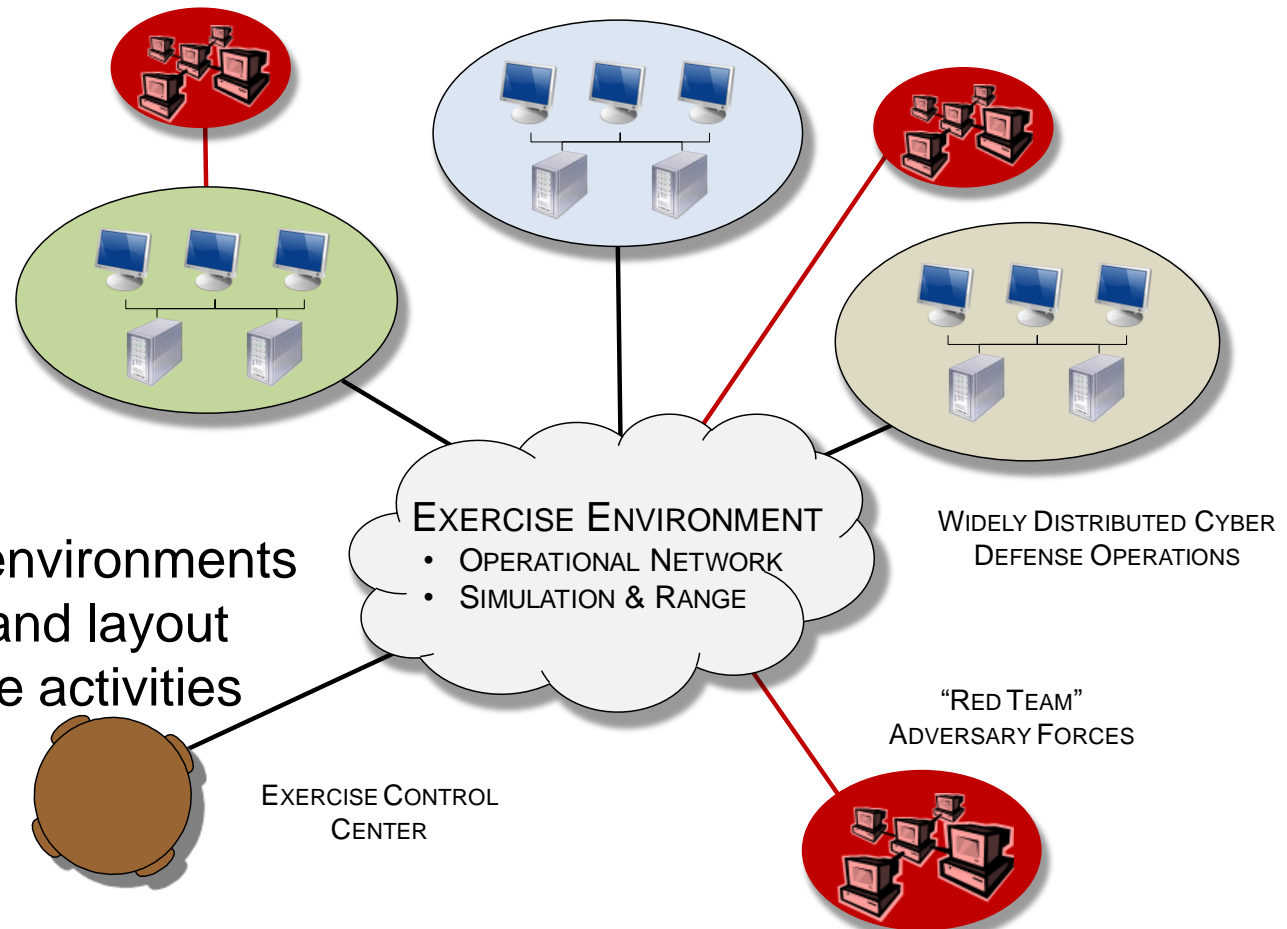 EXERCISE ENVIRONMENT
• OPERATIONAL NETWORK
• SIMULATION & RANGE
WIDELY DISTRIBUTED CYBER
DEFENSE OPERATIONS
environments
and layout
e activities
“RED TEAM”
ADVERSARY FORCES
EXERCISE CONTROL
CENTER